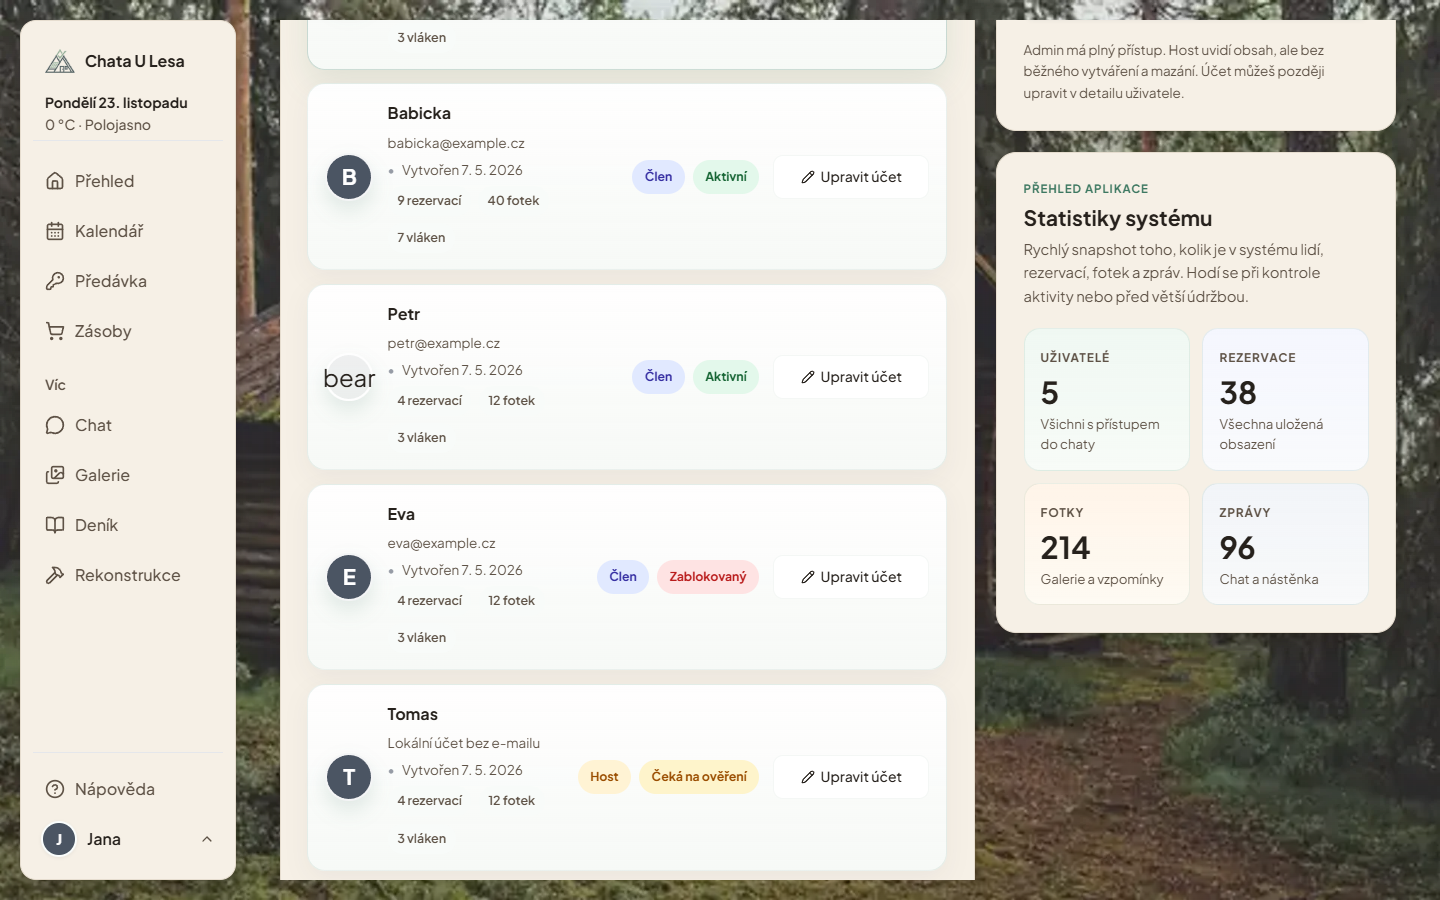 Chata U Lesa
Pondělí 23. listopadu
0 °C · Polojasno
Přehled
Kalendář
Předávka
Zásoby
Víc
Chat
Galerie
Deník
Rekonstrukce
Nápověda
J Jana
3 vláken
Babicka
babicka@example.cz
B
• Vytvořen 7. 5. 2026
9 rezervací 40 fotek
7 vláken
Člen Aktivní Upravit účet
Petr
petr@example.cz
bear
• Vytvořen 7. 5. 2026
4 rezervací 12 fotek
3 vláken
Člen Aktivní Upravit účet
Eva
eva@example.cz
E
• Vytvořen 7. 5. 2026
4 rezervací 12 fotek
3 vláken
Člen Zablokovaný Upravit účet
Tomas
Lokální účet bez e-mailu
T
• Vytvořen 7. 5. 2026
4 rezervací 12 fotek
3 vláken
Host Čeká na ověření Upravit účet
Admin má plný přístup. Host uvidí obsah, ale bez
běžného vytváření a mazání. Účet můžeš později
upravit v detailu uživatele.
PŘEHLED APLIKACE
Statistiky systému
Rychlý snapshot toho, kolik je v systému lidí,
rezervací, fotek a zpráv. Hodí se při kontrole
aktivity nebo před větší údržbou.
UŽIVATELÉ
5
Všichni s přístupem
do chaty
REZERVACE
38
Všechna uložená
obsazení
FOTKY
214
Galerie a vzpomínky
ZPRÁVY
96
Chat a nástěnka